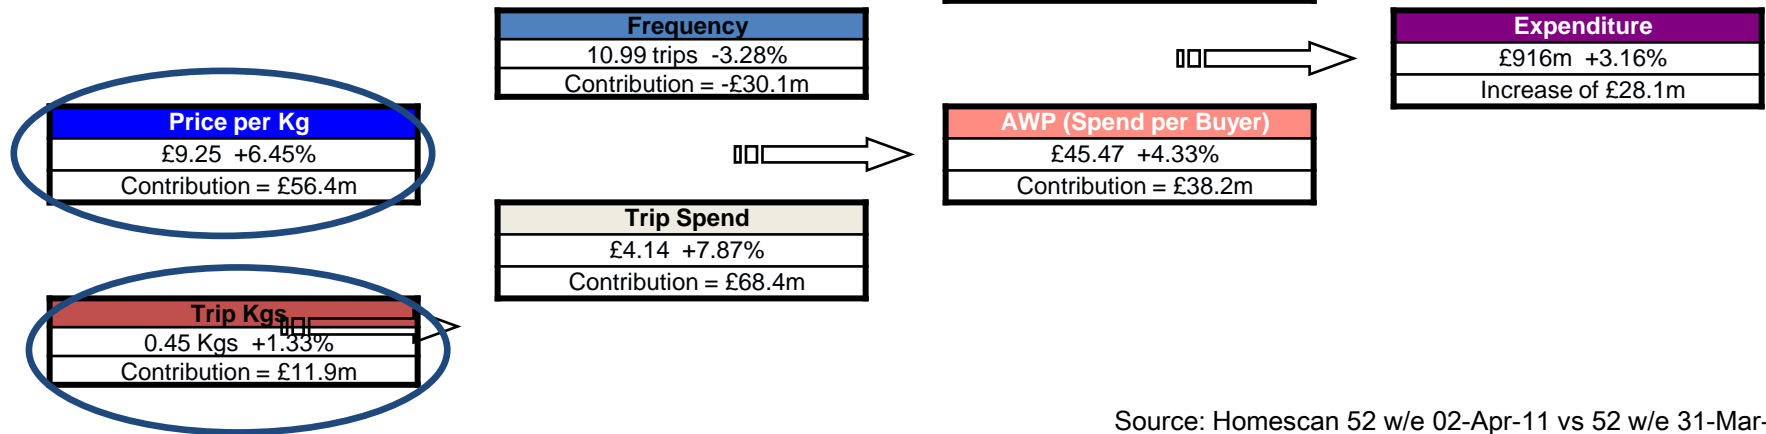 Frequency
10.99 trips -3.28%
Contribution = -£30.1m
Expenditure
£916m +3.16%
Increase of £28.1m
Price per Kg
£9.25 +6.45%
Contribution = £56.4m
AWP (Spend per Buyer)
£45.47 +4.33%
Contribution = £38.2m
Trip Spend
£4.14 +7.87%
Contribution = £68.4m
Trip Kgs
0.45 Kgs +1.33%
Contribution = £11.9m
Source: Homescan 52 w/e 02-Apr-11 vs 52 w/e 31-Mar-